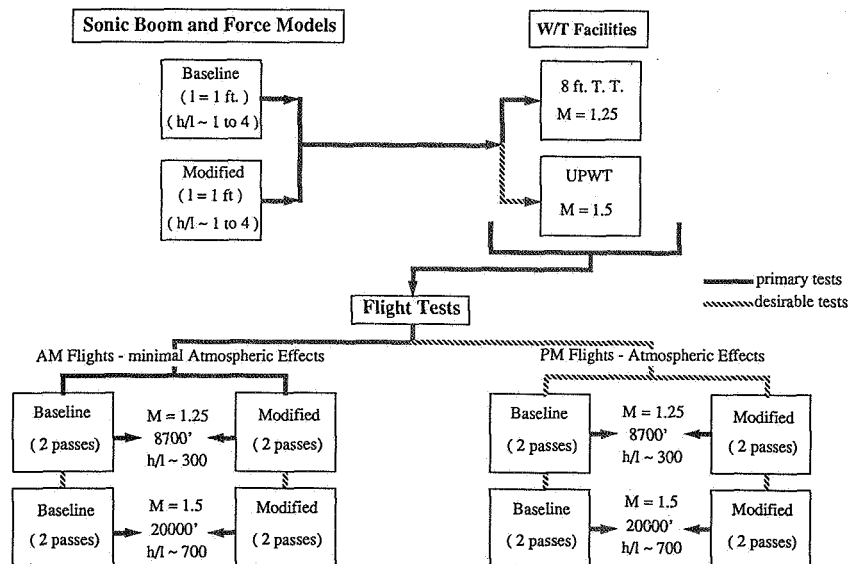 Sonic Boom and Force Models
W/T Facilities
Baseline
( l = 1 ft. )
( h/l ~ 1 to 4 )
Modified
( l = 1 ft )
( h/l ~ 1 to 4 )
8 ft. T. T.
M = 1.25
UPWT
M = 1.5
primary tests
desirable tests
Flight Tests
AM Flights - minimal Atmospheric Effects
Baseline
( 2 passes)
M = 1.25
8700'
h/l ~ 300
Modified
( 2 passes)
Baseline
( 2 passes)
M = 1.5
20000'
h/l ~ 700
Modified
( 2 passes)
PM Flights - Atmospheric Effects
Baseline
( 2 passes)
M = 1.25
8700'
h/l ~ 300
Modified
( 2 passes)
Baseline
( 2 passes)
M = 1.5
20000'
h/l ~ 700
Modified
( 2 passes)